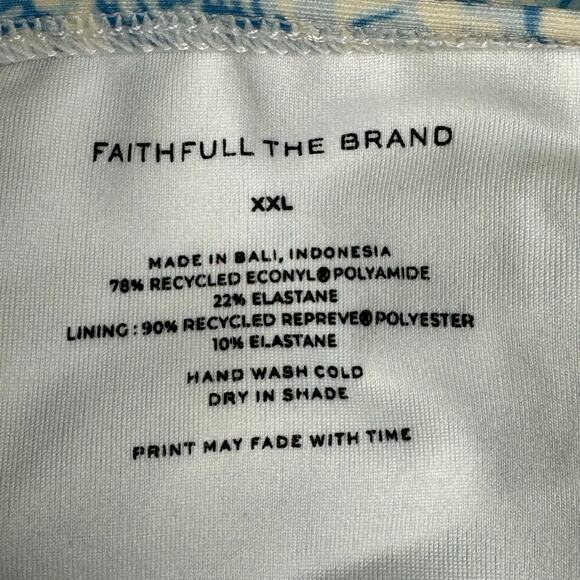 FAITHFULL THE BRAND
XXL
MADE IN BALI, INDONESIA
78% RECYCLED ECONYL® POLYAMIDE
22% ELASTANE
LINING : 90% RECYCLED REPREVE® POLYESTER
10% ELASTANE
HAND WASH COLD
DRY IN SHADE
PRINT MAY FADE WITH TIME